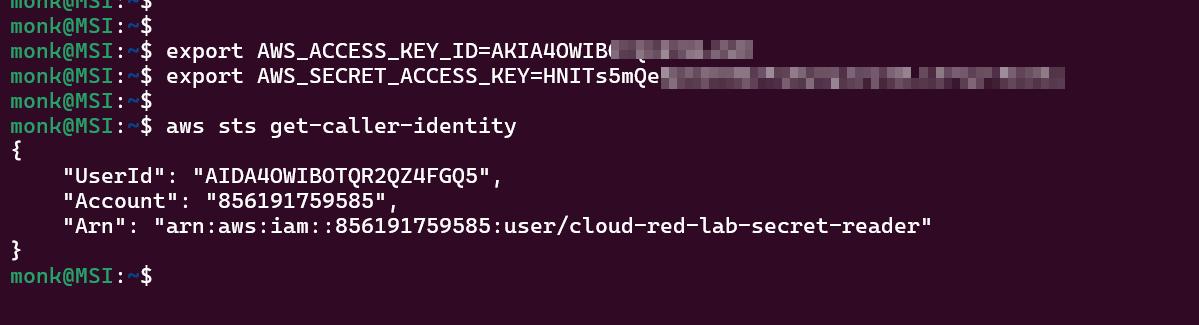 monk@MSI:~$
monk@MSI:~$
monk@MSI:~$ export AWS_ACCESS_KEY_ID=AKIA4OWIB
monk@MSI:~$ export AWS_SECRET_ACCESS_KEY=HNITs5mQe
monk@MSI:~$
monk@MSI:~$ aws sts get-caller-identity
{
    "UserId": "AIDA4OWIBOTQR2QZ4FGQ5",
    "Account": "856191759585",
    "Arn": "arn:aws:iam::856191759585:user/cloud-red-lab-secret-reader"
}
monk@MSI:~$